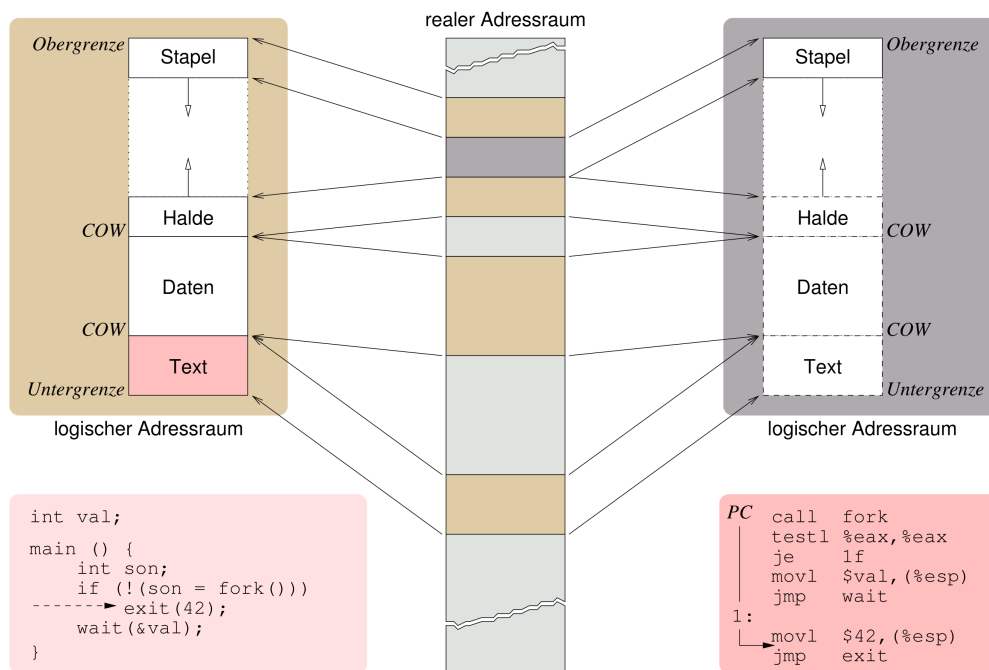 realer Adressraum
Obergrenze
Stapel
Halde
COW
Daten
COW
Text
Untergrenze
logischer Adressraum
Stapel
Obergrenze
Halde
COW
Daten
COW
Text
Untergrenze
logischer Adressraum
int val;
main () {
int son;
if (!(son = fork()))
exit(42);
wait(&val);
}
PC
call fork
testl %eax,%eax
je 1f
movl $val,(%esp)
jmp wait
1:
movl $42,(%esp)
jmp exit